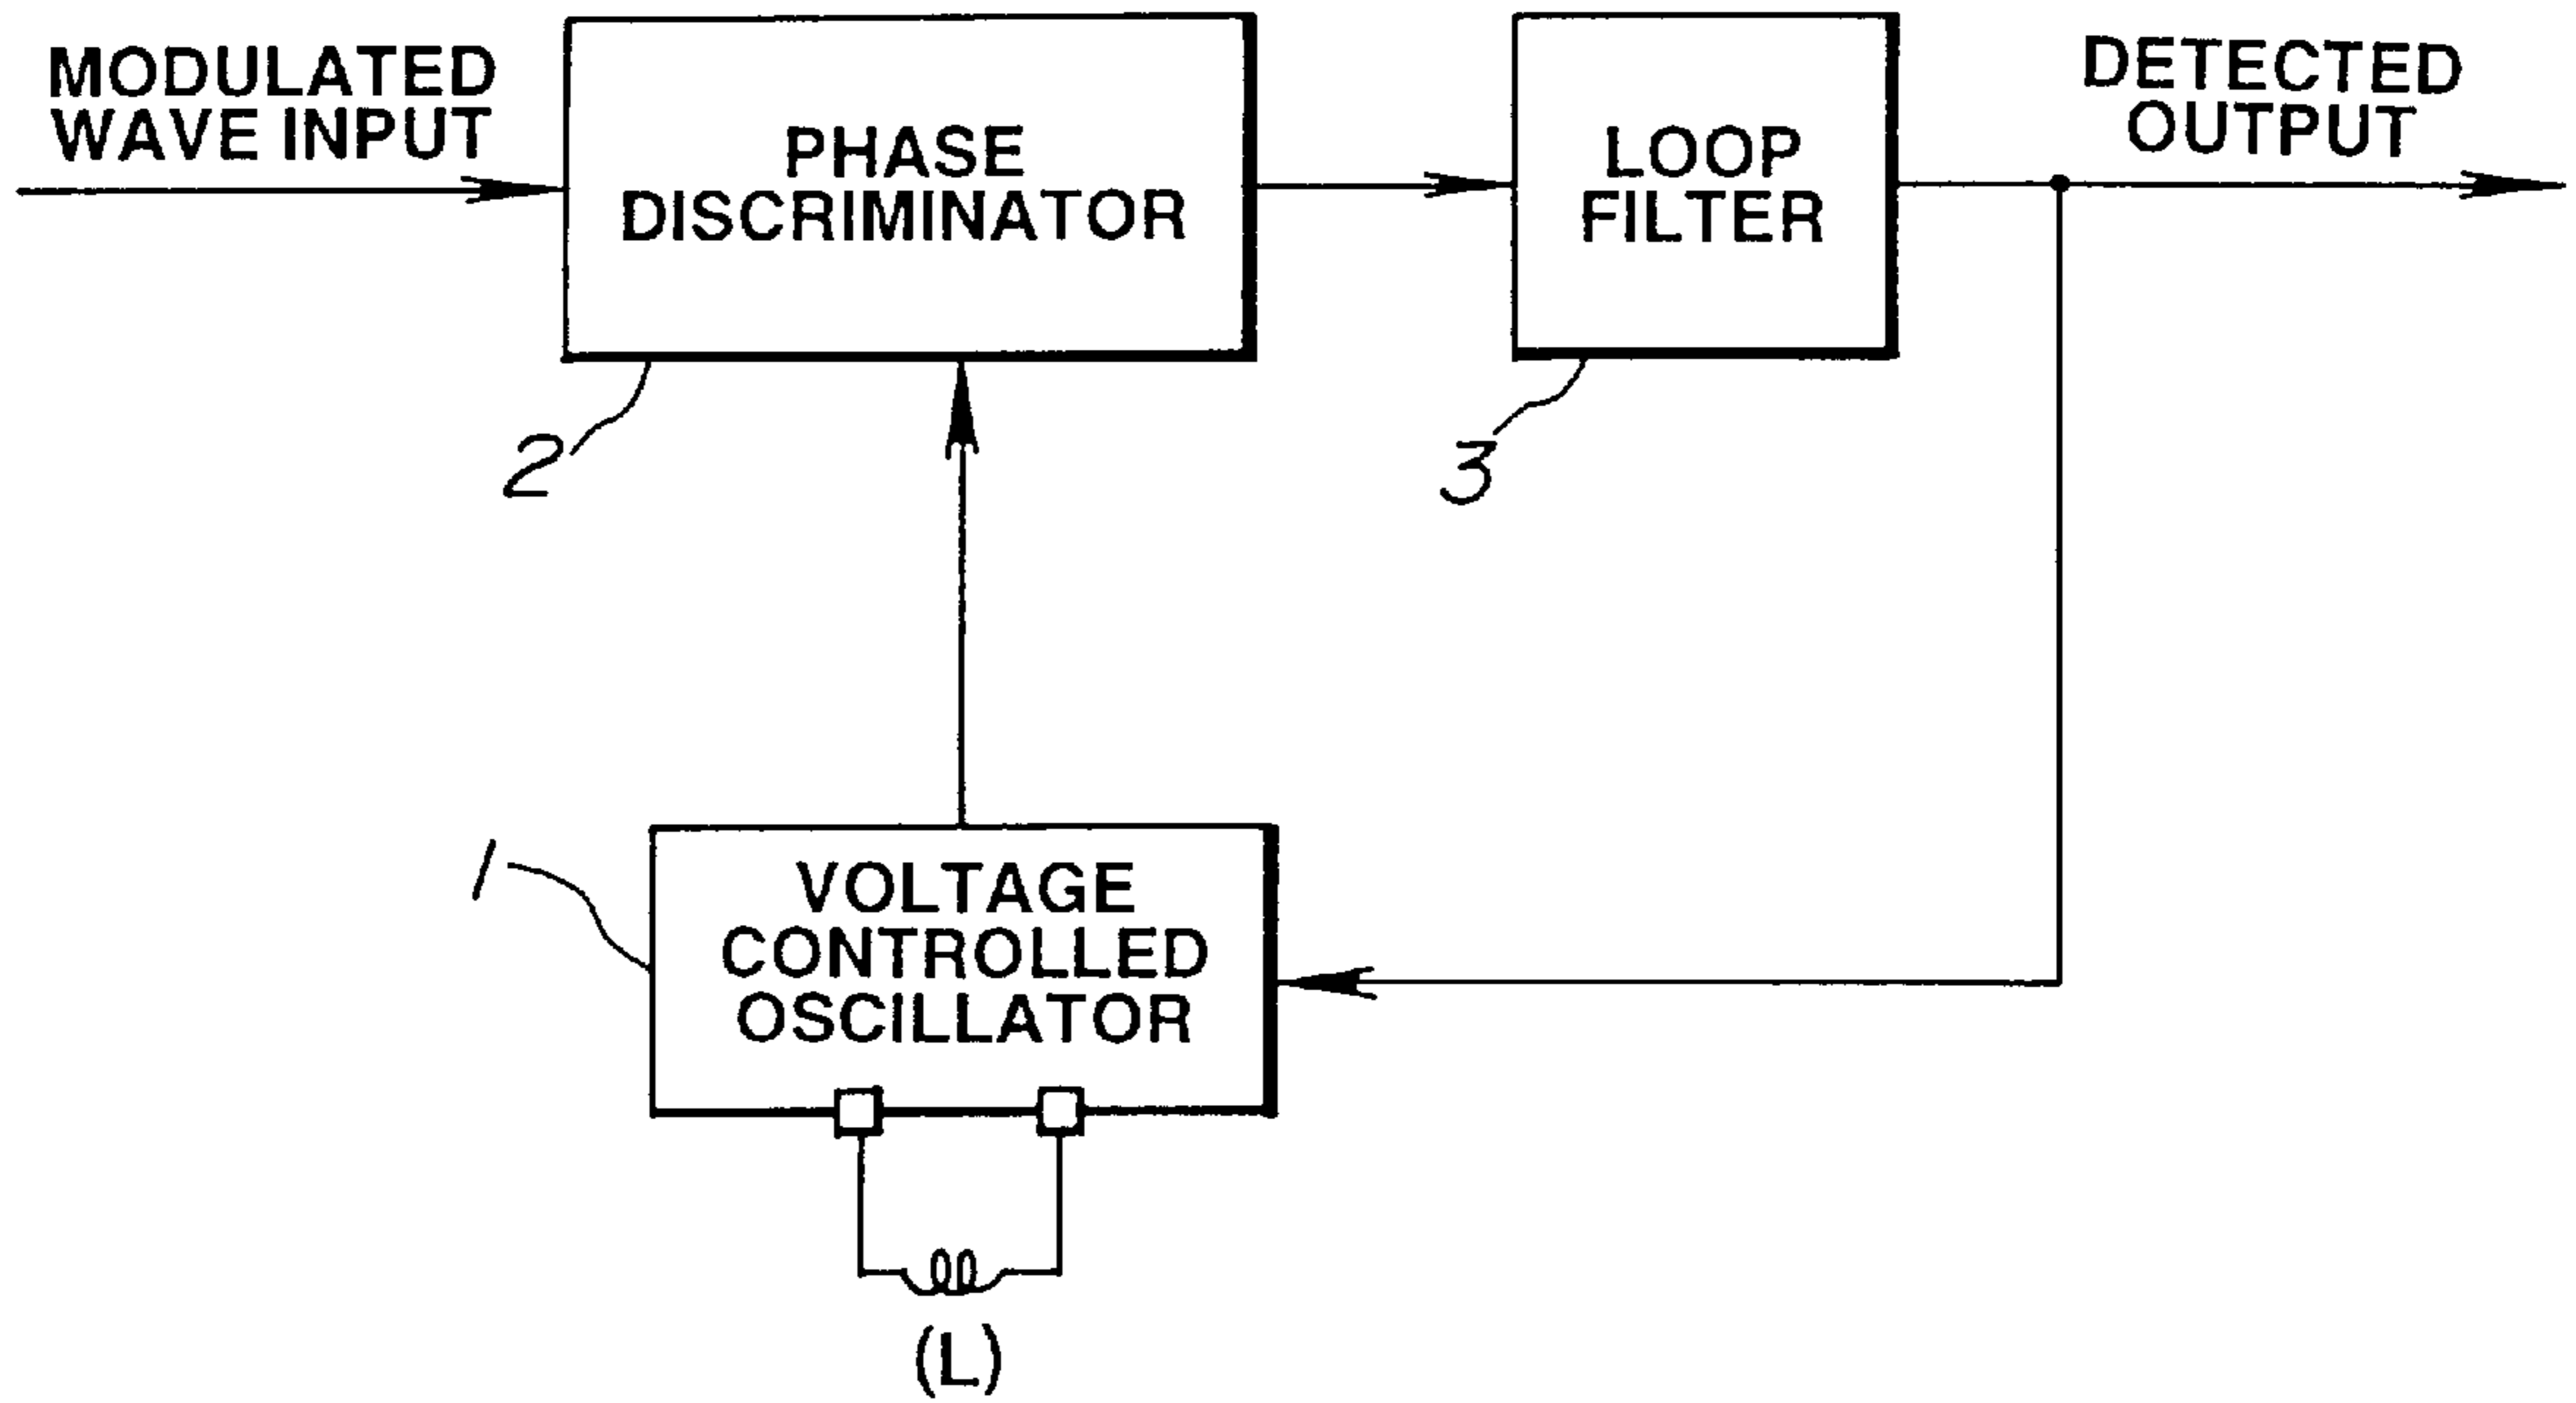 MODULATED
WAVE INPUT
PHASE
DISCRIMINATOR
LOOP
FILTER
DETECTED
OUTPUT
2
3
1
VOLTAGE
CONTROLLED
OSCILLATOR
(L)